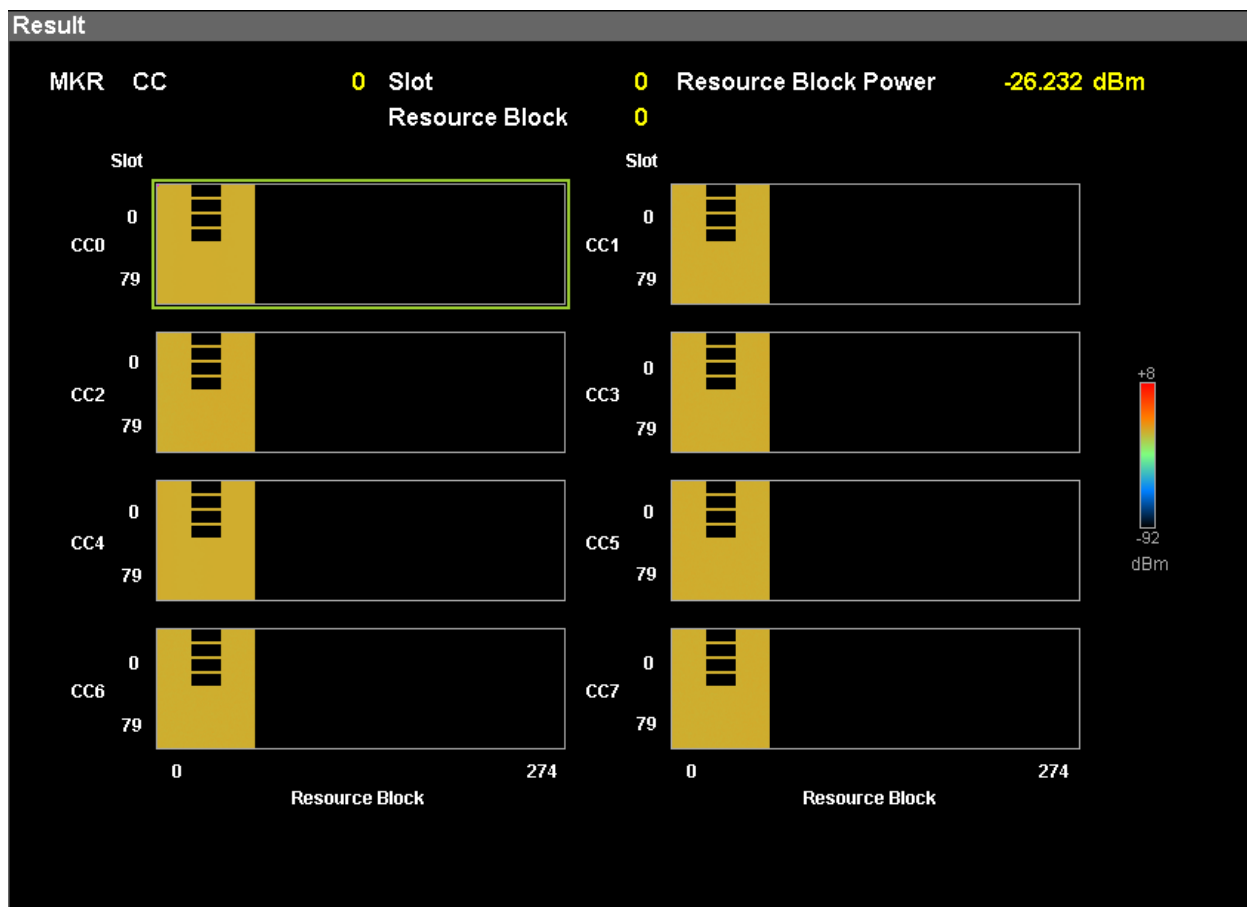 Result
MKR CC 0 Slot 0 Resource Block Power -26.232 dBm
Resource Block 0
Slot Slot
0 0
CC0 CC1
79 79
0 0
CC2 CC3
79 79
+8
0 0
CC4 CC5
79 79
-92
dBm
0 0
CC6 CC7
79 79
0 274 0 274
Resource Block Resource Block